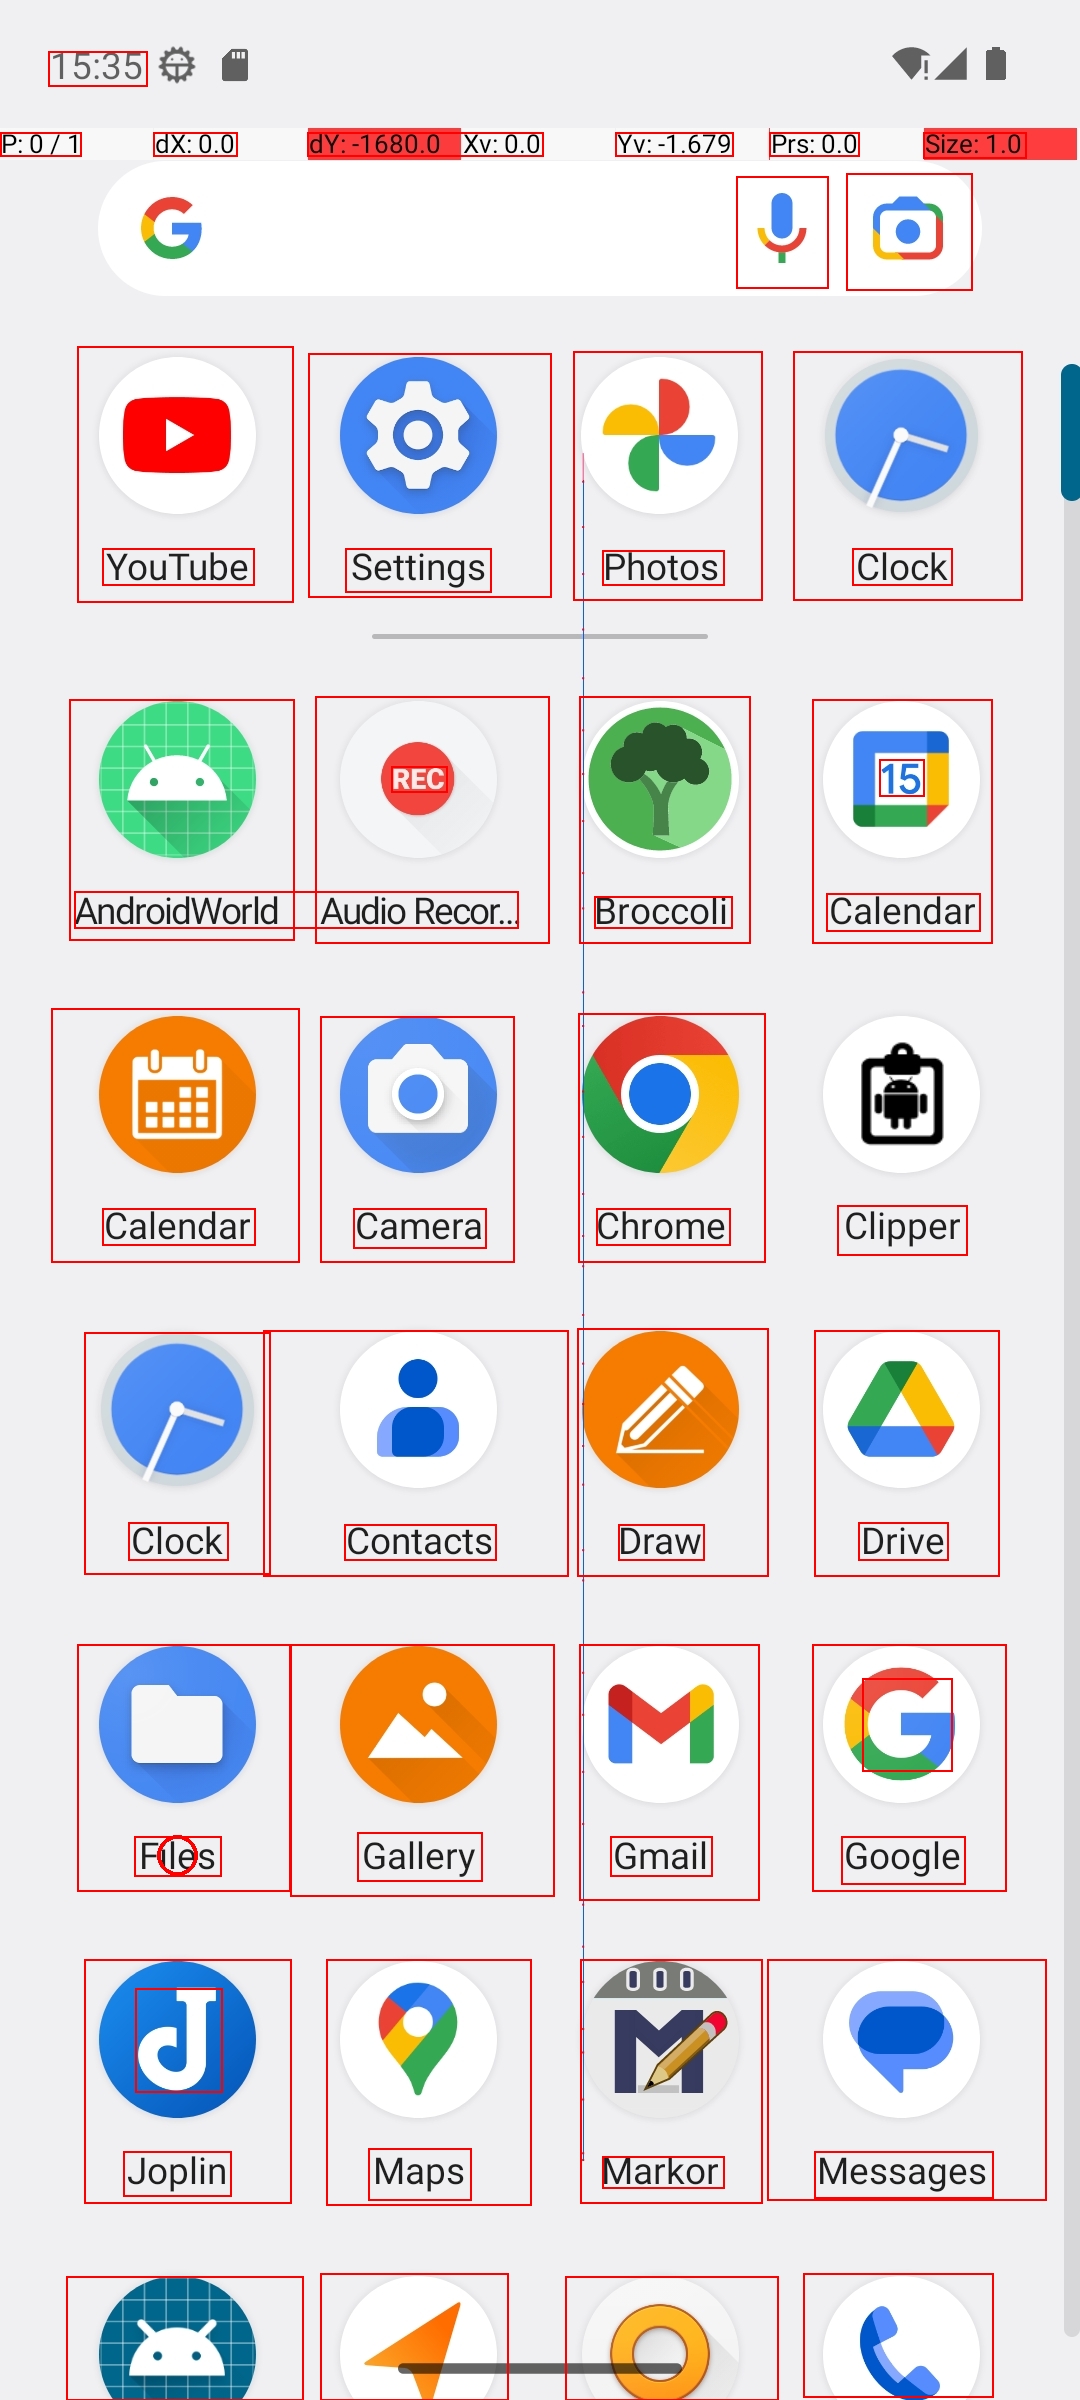 15:35
P: 0 / 1 dX: 0.0 dY: -1680.0 Xv: 0.0 Yv: -1.679 Prs: 0.0 Size: 1.0
YouTube Settings Photos Clock
REC 15
AndroidWorld Audio Recor... Broccoli Calendar
Calendar Camera Chrome Clipper
Clock Contacts Draw Drive
Files Gallery Gmail Google
Joplin Maps Markor Messages